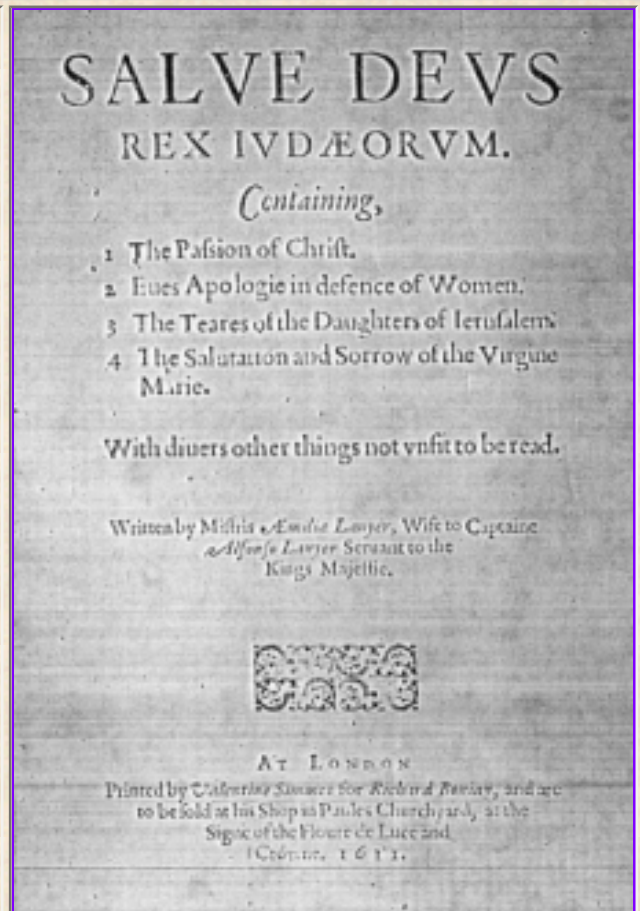 SALVE DEVS
REX IVDÆORVM.
Containing,
1 The Passion of Christ.
2 Eues Apologie in defence of Women.
3 The Teares of the Daughters of Ierusalem.
4 The Salutation and Sorrow of the Virgine
Marie.
With diuers other things not vnfit to be read.
Written by Mistris Æmilia Lanyer, Wife to Captaine
Alfonso Lanyer Seruant to the
Kings Majestie.
AT LONDON
Printed by Valentine Simmes for Richard Bonian, and are
to be sold at his Shop in Paules Churchyard, at the
Signe of the Floure de Luce and
Crowne. 1611.